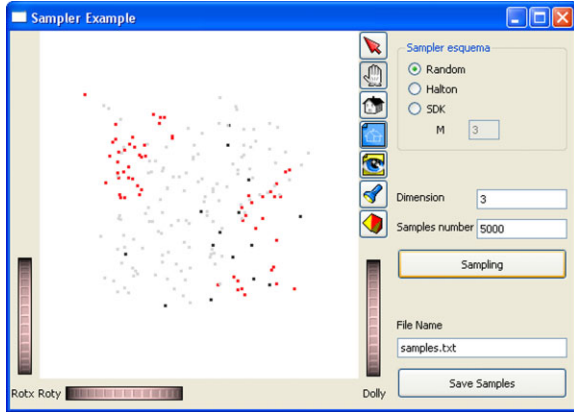 Sampler Example
Sampler esquema
Random
Halton
SDK
M 3
Dimension 3
Samples number 5000
Sampling
File Name
samples.txt
Save Samples
Rotx Roty Dolly